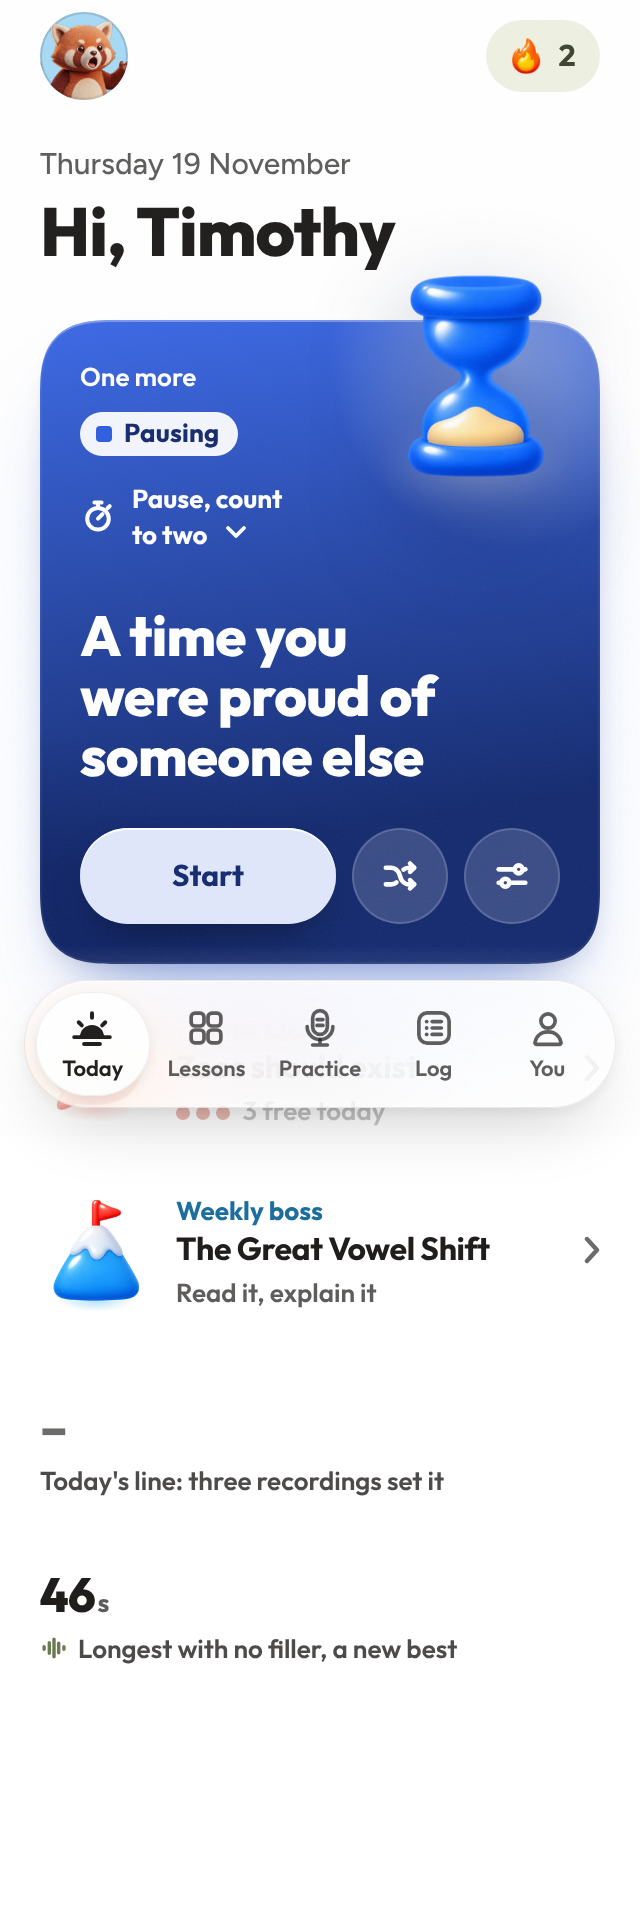 2
Thursday 19 November
Hi, Timothy
One more
Pausing
Pause, count
to two
A time you
were proud of
someone else
Start
Today
Lessons
Practice
Log
You
should exist
3 free today
Weekly boss
The Great Vowel Shift
Read it, explain it
–
Today's line: three recordings set it
46s
Longest with no filler, a new best